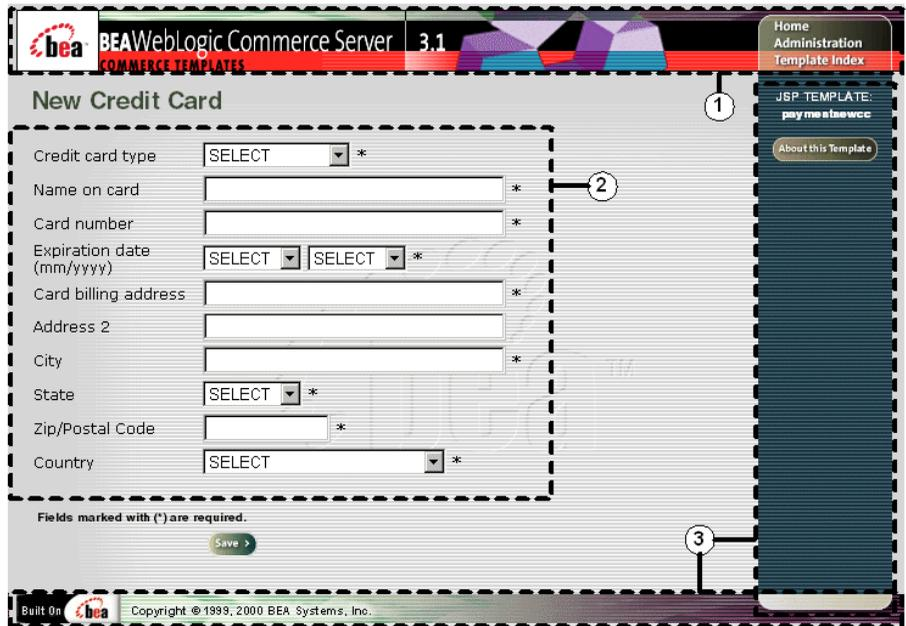 bea
BEAWebLogic Commerce Server 3.1
COMMERCE TEMPLATES
Home
Administration
Template Index
New Credit Card
1
JSP TEMPLATE:
paymentnewcc
About this Template
Credit card type SELECT *
2
Name on card *
Card number *
Expiration date
(mm/yyyy) SELECT SELECT *
Card billing address *
Address 2
City *
State SELECT *
Zip/Postal Code *
Country SELECT *
bea TM
Fields marked with (*) are required.
Save >
3
Built On bea Copyright © 1999, 2000 BEA Systems, Inc.